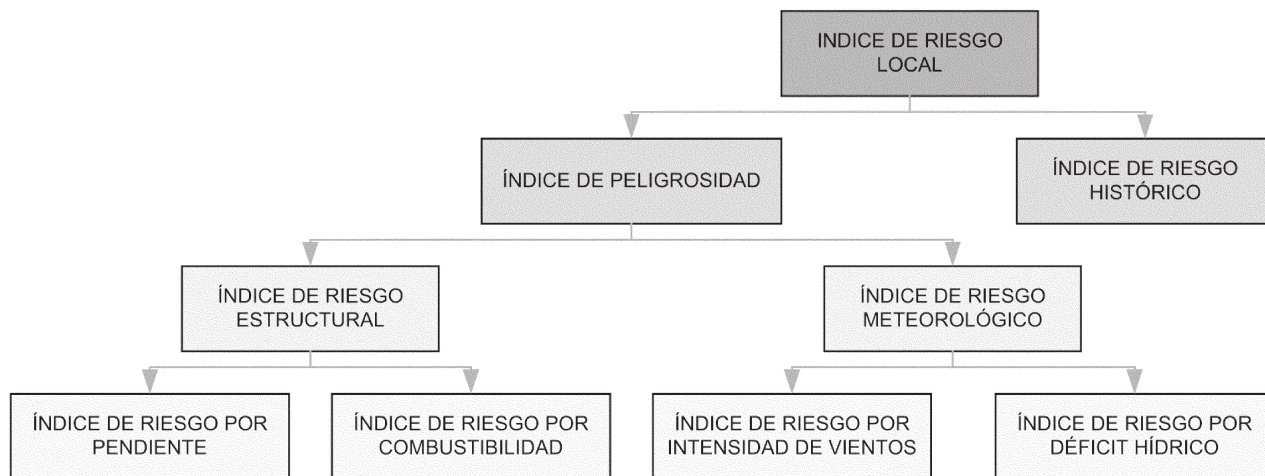 INDICE DE RIESGO
LOCAL
ÍNDICE DE PELIGROSIDAD
ÍNDICE DE RIESGO
HISTÓRICO
ÍNDICE DE RIESGO
ESTRUCTURAL
ÍNDICE DE RIESGO
METEOROLÓGICO
ÍNDICE DE RIESGO POR
PENDIENTE
ÍNDICE DE RIESGO POR
COMBUSTIBILIDAD
ÍNDICE DE RIESGO POR
INTENSIDAD DE VIENTOS
ÍNDICE DE RIESGO POR
DÉFICIT HÍDRICO